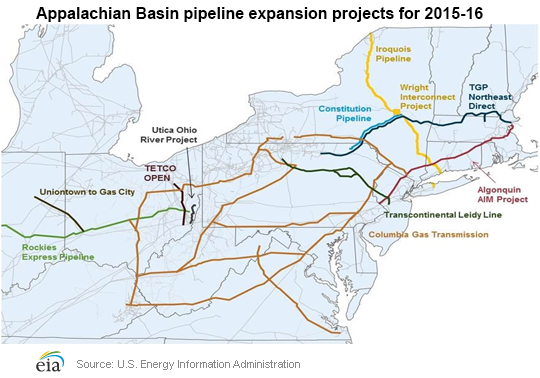 Appalachian Basin pipeline expansion projects for 2015-16
Iroquois
Pipeline
Wright
Interconnect
Project
TGP
Northeast
Direct
Constitution
Pipeline
Utica Ohio
River Project
TETCO
OPEN
Uniontown to Gas City
Algonquin
AIM Project
Transcontinental Leidy Line
Columbia Gas Transmission
Rockies
Express Pipeline
eia
Source: U.S. Energy Information Administration